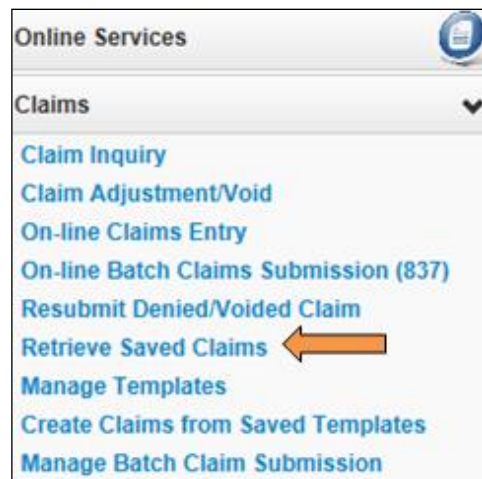 Online Services
Claims
Claim Inquiry
Claim Adjustment/Void
On-line Claims Entry
On-line Batch Claims Submission (837)
Resubmit Denied/Voided Claim
Retrieve Saved Claims
Manage Templates
Create Claims from Saved Templates
Manage Batch Claim Submission